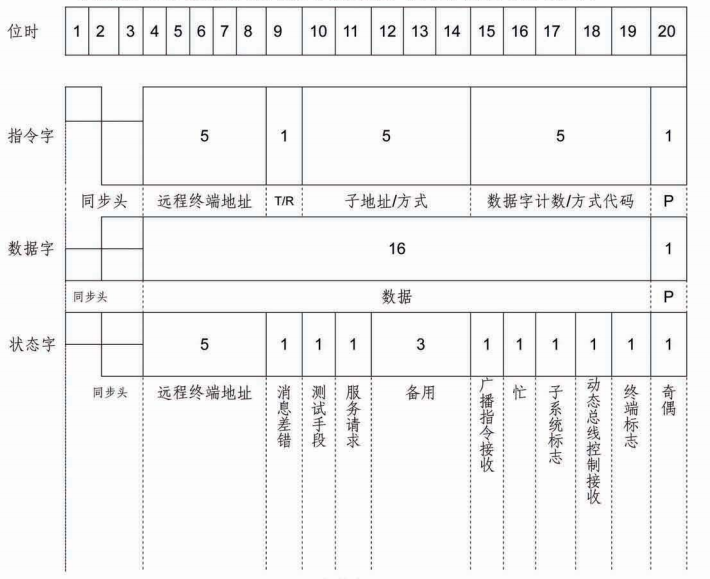 位时 1 2 3 4 5 6 7 8 9 10 11 12 13 14 15 16 17 18 19 20
指令字 5 1 5 5 1
同步头 远程终端地址 T/R 子地址/方式 数据字计数/方式代码 P
数据字 16 1
同步头 数据 P
状态字 5 1 1 1 3 1 1 1 1 1 1
同步头 远程终端地址 消息差错 测试手段 服务请求 备用 广播指令接收 忙 子系统标志 动态总线控制接收 终端标志 奇偶